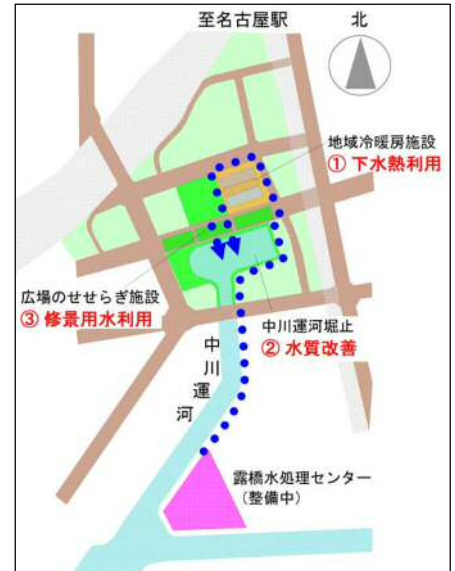 至名古屋駅
北
地域冷暖房施設
① 下水熱利用
広場のせせらぎ施設
③ 修景用水利用
中川運河堀止
② 水質改善
中川運河
露橋水処理センター
（整備中）